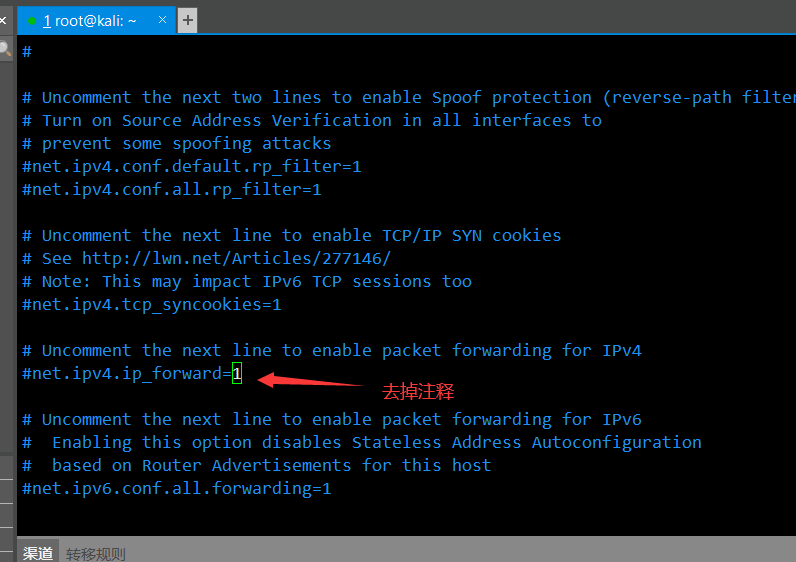 1 root@kali: ~
#
# Uncomment the next two lines to enable Spoof protection (reverse-path filter
# Turn on Source Address Verification in all interfaces to
# prevent some spoofing attacks
#net.ipv4.conf.default.rp_filter=1
#net.ipv4.conf.all.rp_filter=1
# Uncomment the next line to enable TCP/IP SYN cookies
# See http://lwn.net/Articles/277146/
# Note: This may impact IPv6 TCP sessions too
#net.ipv4.tcp_syncookies=1
# Uncomment the next line to enable packet forwarding for IPv4
#net.ipv4.ip_forward=1
去掉注释
# Uncomment the next line to enable packet forwarding for IPv6
#  Enabling this option disables Stateless Address Autoconfiguration
#  based on Router Advertisements for this host
#net.ipv6.conf.all.forwarding=1
渠道 转移规则